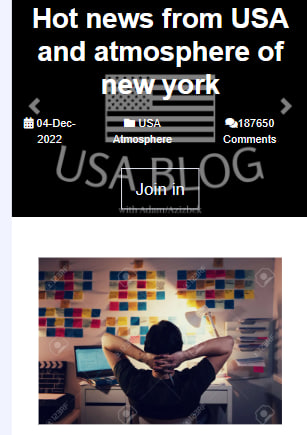 Hot news from USA
and atmosphere of
new york
04-Dec-
2022
USA
Atmosphere
187650
Comments
USA BLOG
Join in
with Adam/Azizbek
123RF